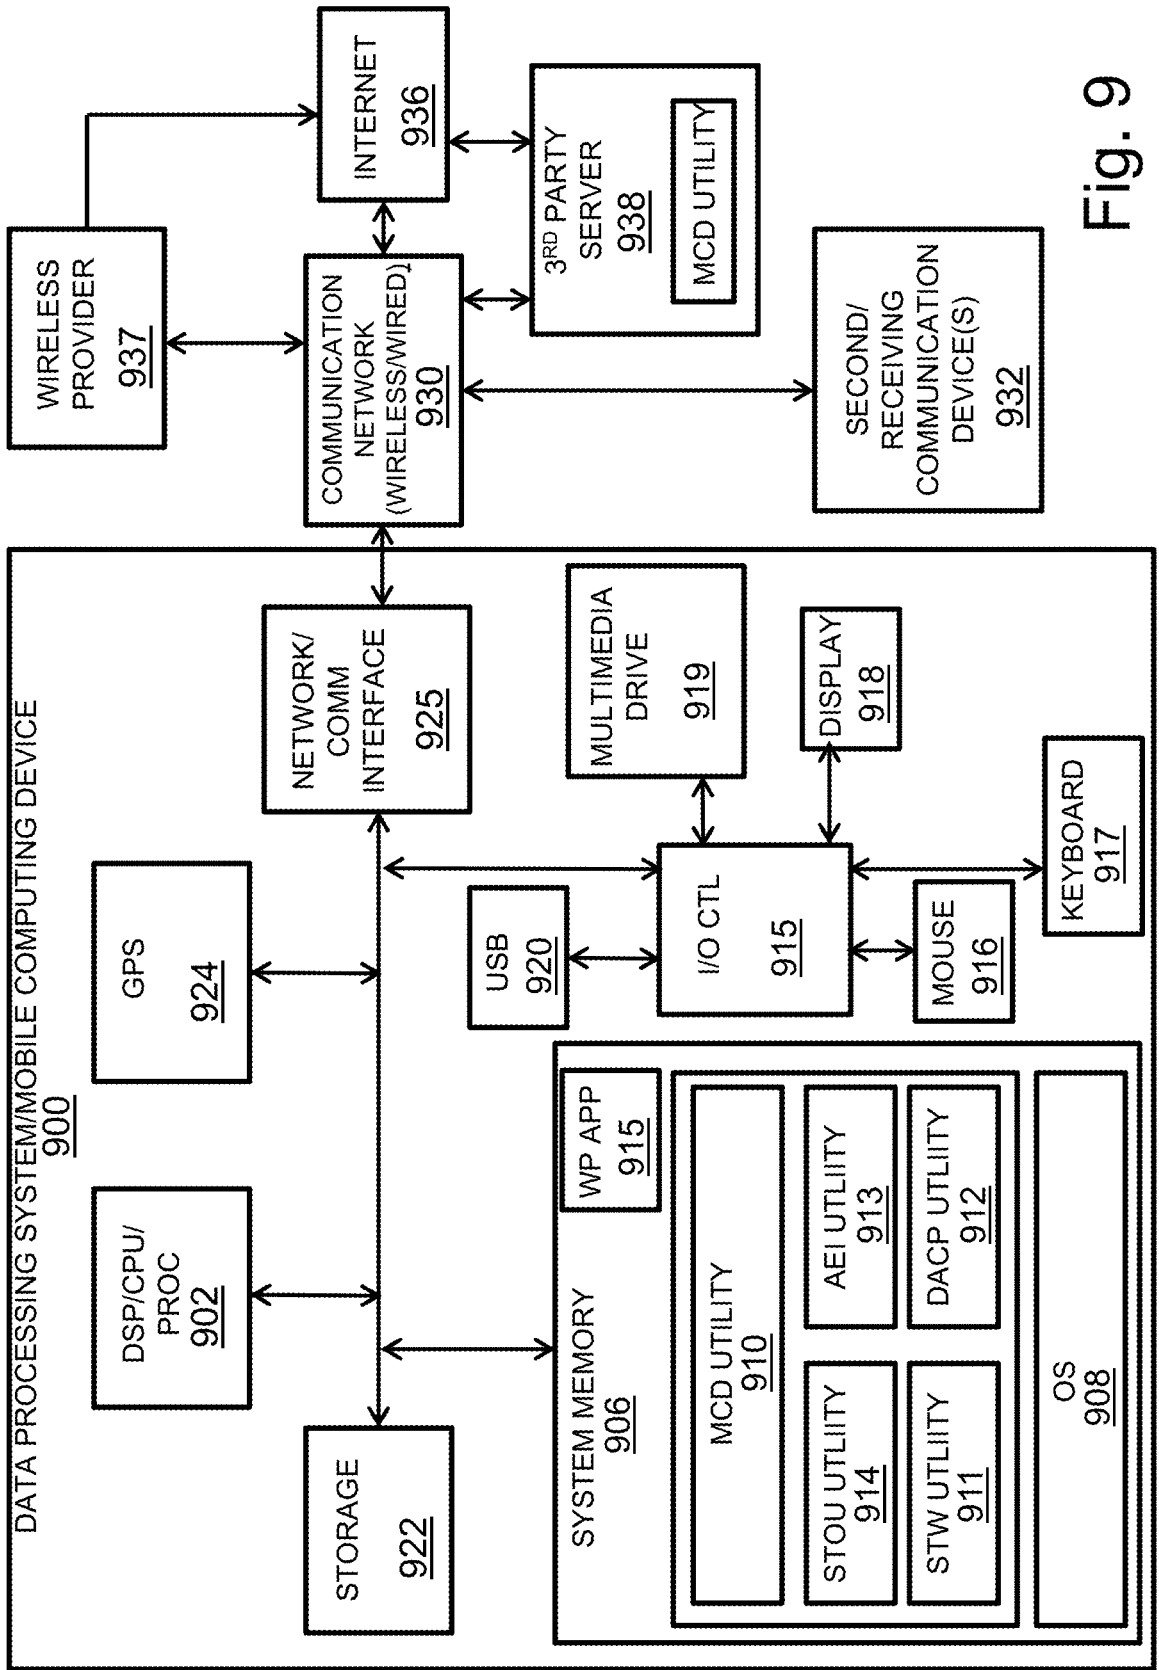 DATA PROCESSING SYSTEM/MOBILE COMPUTING DEVICE
900
DSP/CPU/
PROC
902
GPS
924
STORAGE
922
NETWORK/
COMM
INTERFACE
925
SYSTEM MEMORY
906
WP APP
915
MCD UTILITY
910
STOU UTLIITY
914
AEI UTLIITY
913
STW UTLIITY
911
DACP UTLIITY
912
OS
908
USB
920
I/O CTL
915
MOUSE
916
KEYBOARD
917
MULTIMEDIA
DRIVE
919
DISPLAY
918
WIRELESS
PROVIDER
937
COMMUNICATION
NETWORK
(WIRELESS/WIRED)
930
INTERNET
936
3RD PARTY
SERVER
938
MCD UTILITY
SECOND/
RECEIVING
COMMUNICATION
DEVICE(S)
932
Fig. 9